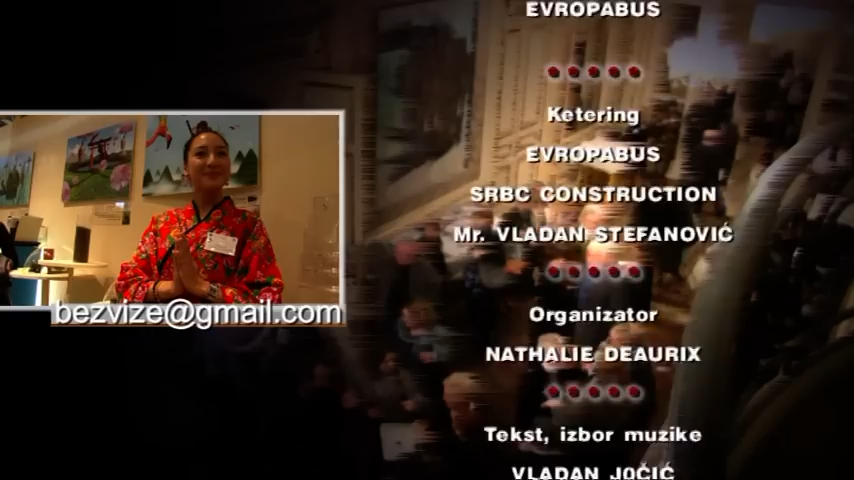 EVROPABUS
Ketering
EVROPABUS
SRBC CONSTRUCTION
Mr. VLADAN STEFANOVIĆ
bezvize@gmail.com
Organizator
NATHALIE DEAURIX
Tekst, izbor muzike
VLADAN JOČIĆ